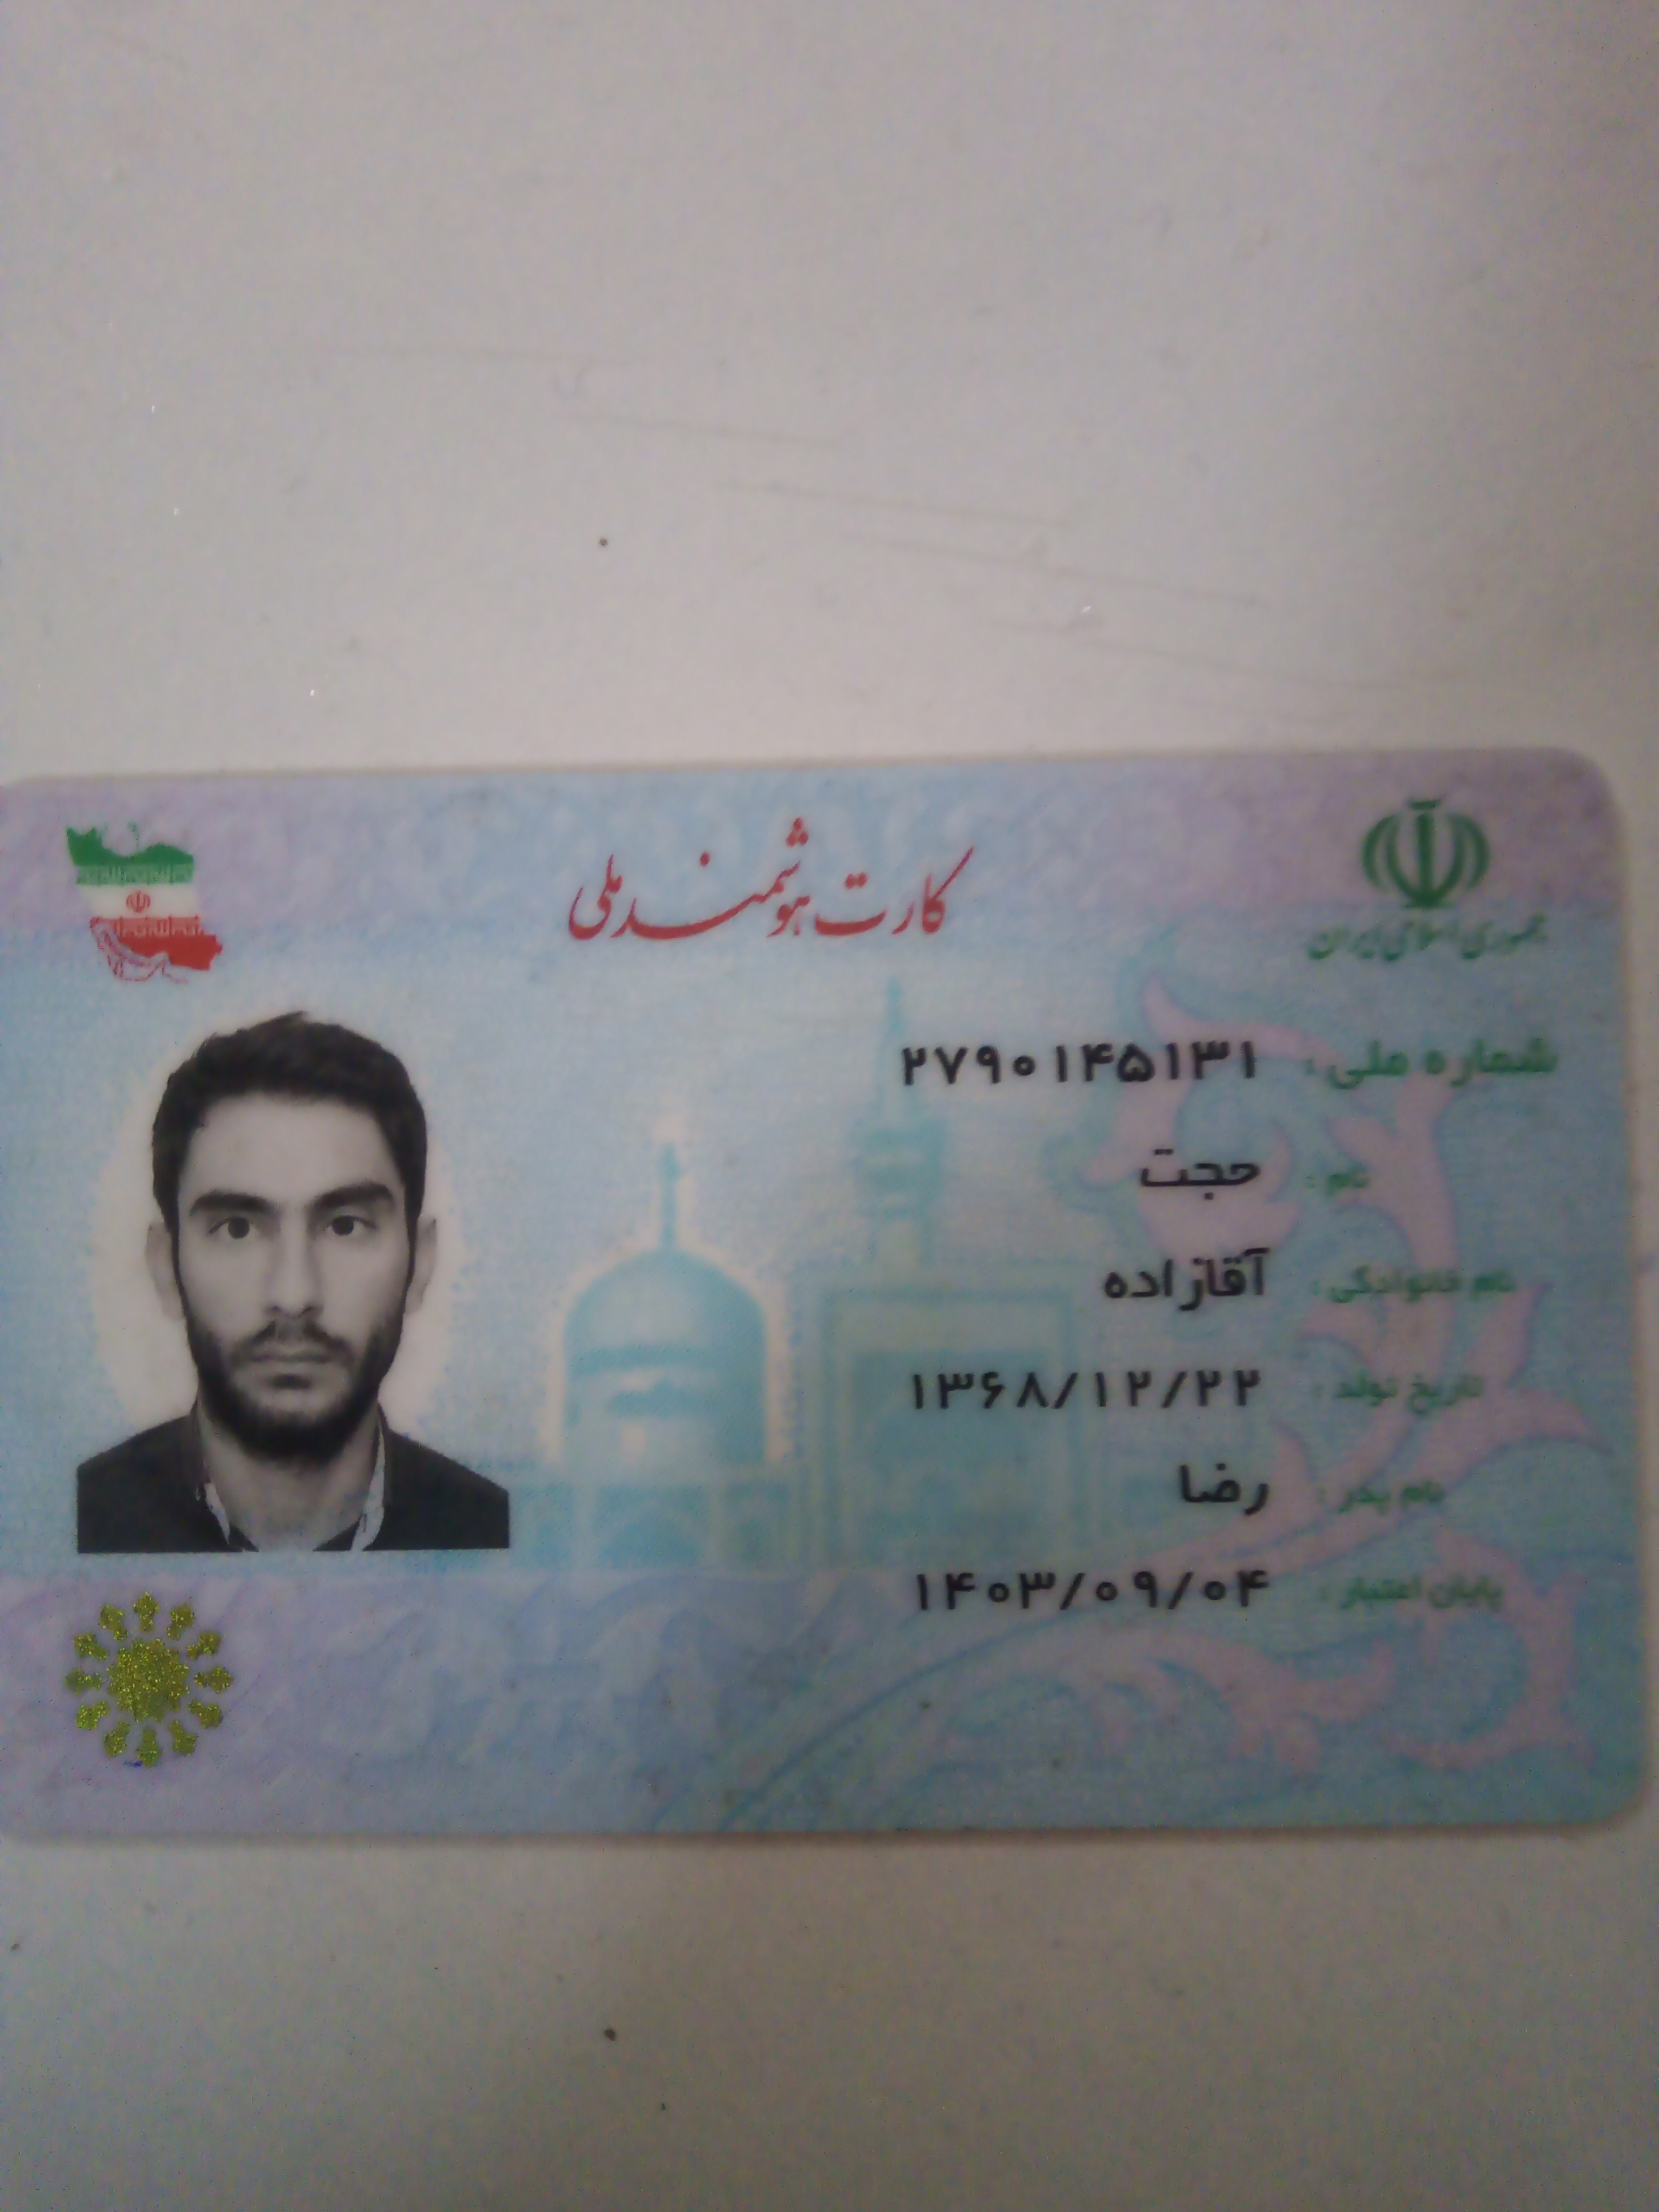 جمهوری اسلامی ایران
کارت هوشمند ملی
شماره ملی : ۲۷۹۰۱۴۵۱۳۱
نام : حجت
نام خانوادگی : آقازاده
تاریخ تولد : ۱۳۶۸/۱۲/۲۲
نام پدر : رضا
پایان اعتبار : ۱۴۰۳/۰۹/۰۴